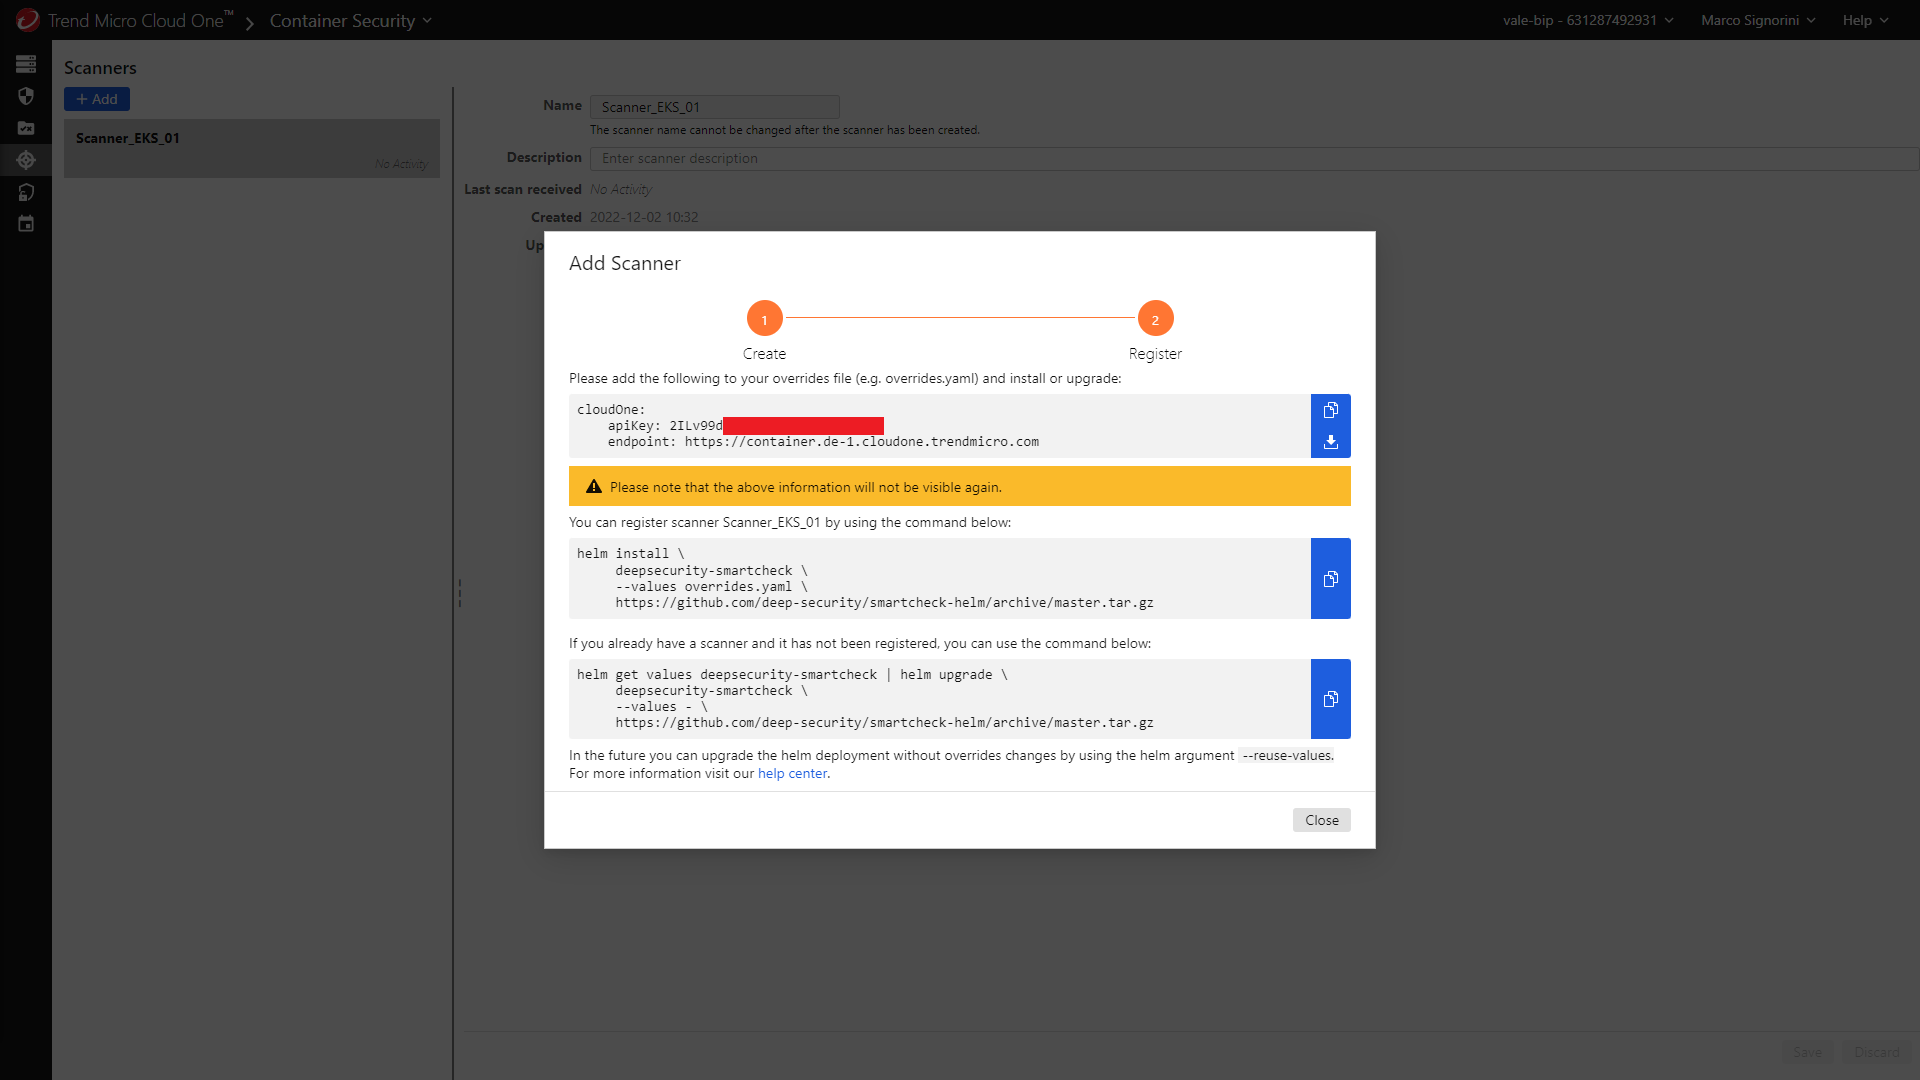 Trend Micro Cloud One™ Container Security
vale-bip - 631287492931 Marco Signorini Help
Scanners
+ Add
Scanner_EKS_01
No Activity
Name Scanner_EKS_01
The scanner name cannot be changed after the scanner has been created.
Description Enter scanner description
Last scan received No Activity
Created 2022-12-02 10:32
Up
Add Scanner
1 2
Create Register
Please add the following to your overrides file (e.g. overrides.yaml) and install or upgrade:
cloudOne:
apiKey: 2ILv99d
endpoint: https://container.de-1.cloudone.trendmicro.com
Please note that the above information will not be visible again.
You can register scanner Scanner_EKS_01 by using the command below:
helm install \
deepsecurity-smartcheck \
--values overrides.yaml \
https://github.com/deep-security/smartcheck-helm/archive/master.tar.gz
If you already have a scanner and it has not been registered, you can use the command below:
helm get values deepsecurity-smartcheck | helm upgrade \
deepsecurity-smartcheck \
--values - \
https://github.com/deep-security/smartcheck-helm/archive/master.tar.gz
In the future you can upgrade the helm deployment without overrides changes by using the helm argument --reuse-values.
For more information visit our help center.
Close
Save Discard